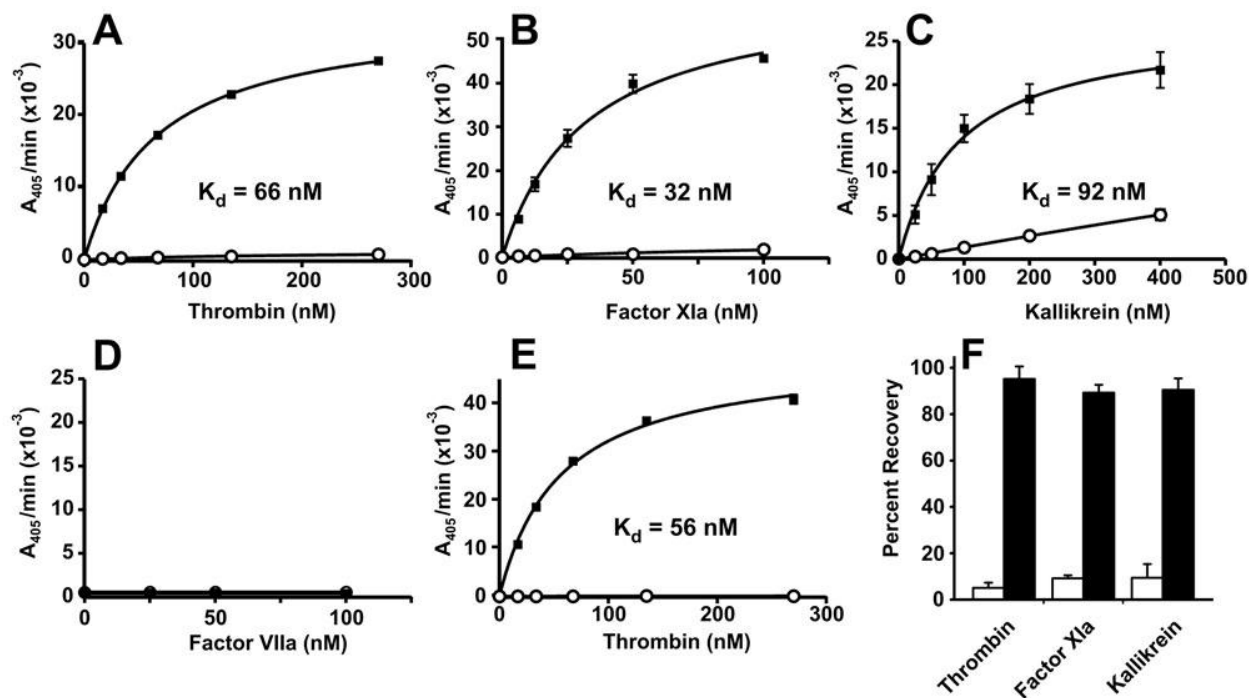 A
A₄₀₅/min (x10⁻³)
30
20
10
0
K_d = 66 nM
0 100 200 300
Thrombin (nM)
B
A₄₀₅/min (x10⁻³)
50
40
30
20
10
0
K_d = 32 nM
0 50 100
Factor XIa (nM)
C
A₄₀₅/min (x10⁻³)
25
20
15
10
5
0
K_d = 92 nM
0 100 200 300 400 500
Kallikrein (nM)
D
A₄₀₅/min (x10⁻³)
25
20
15
10
5
0
0 50 100
Factor VIIa (nM)
E
A₄₀₅/min (x10⁻³)
40
30
20
10
0
K_d = 56 nM
0 100 200 300
Thrombin (nM)
F
Percent Recovery
100
80
60
40
20
0
Thrombin
Factor XIa
Kallikrein